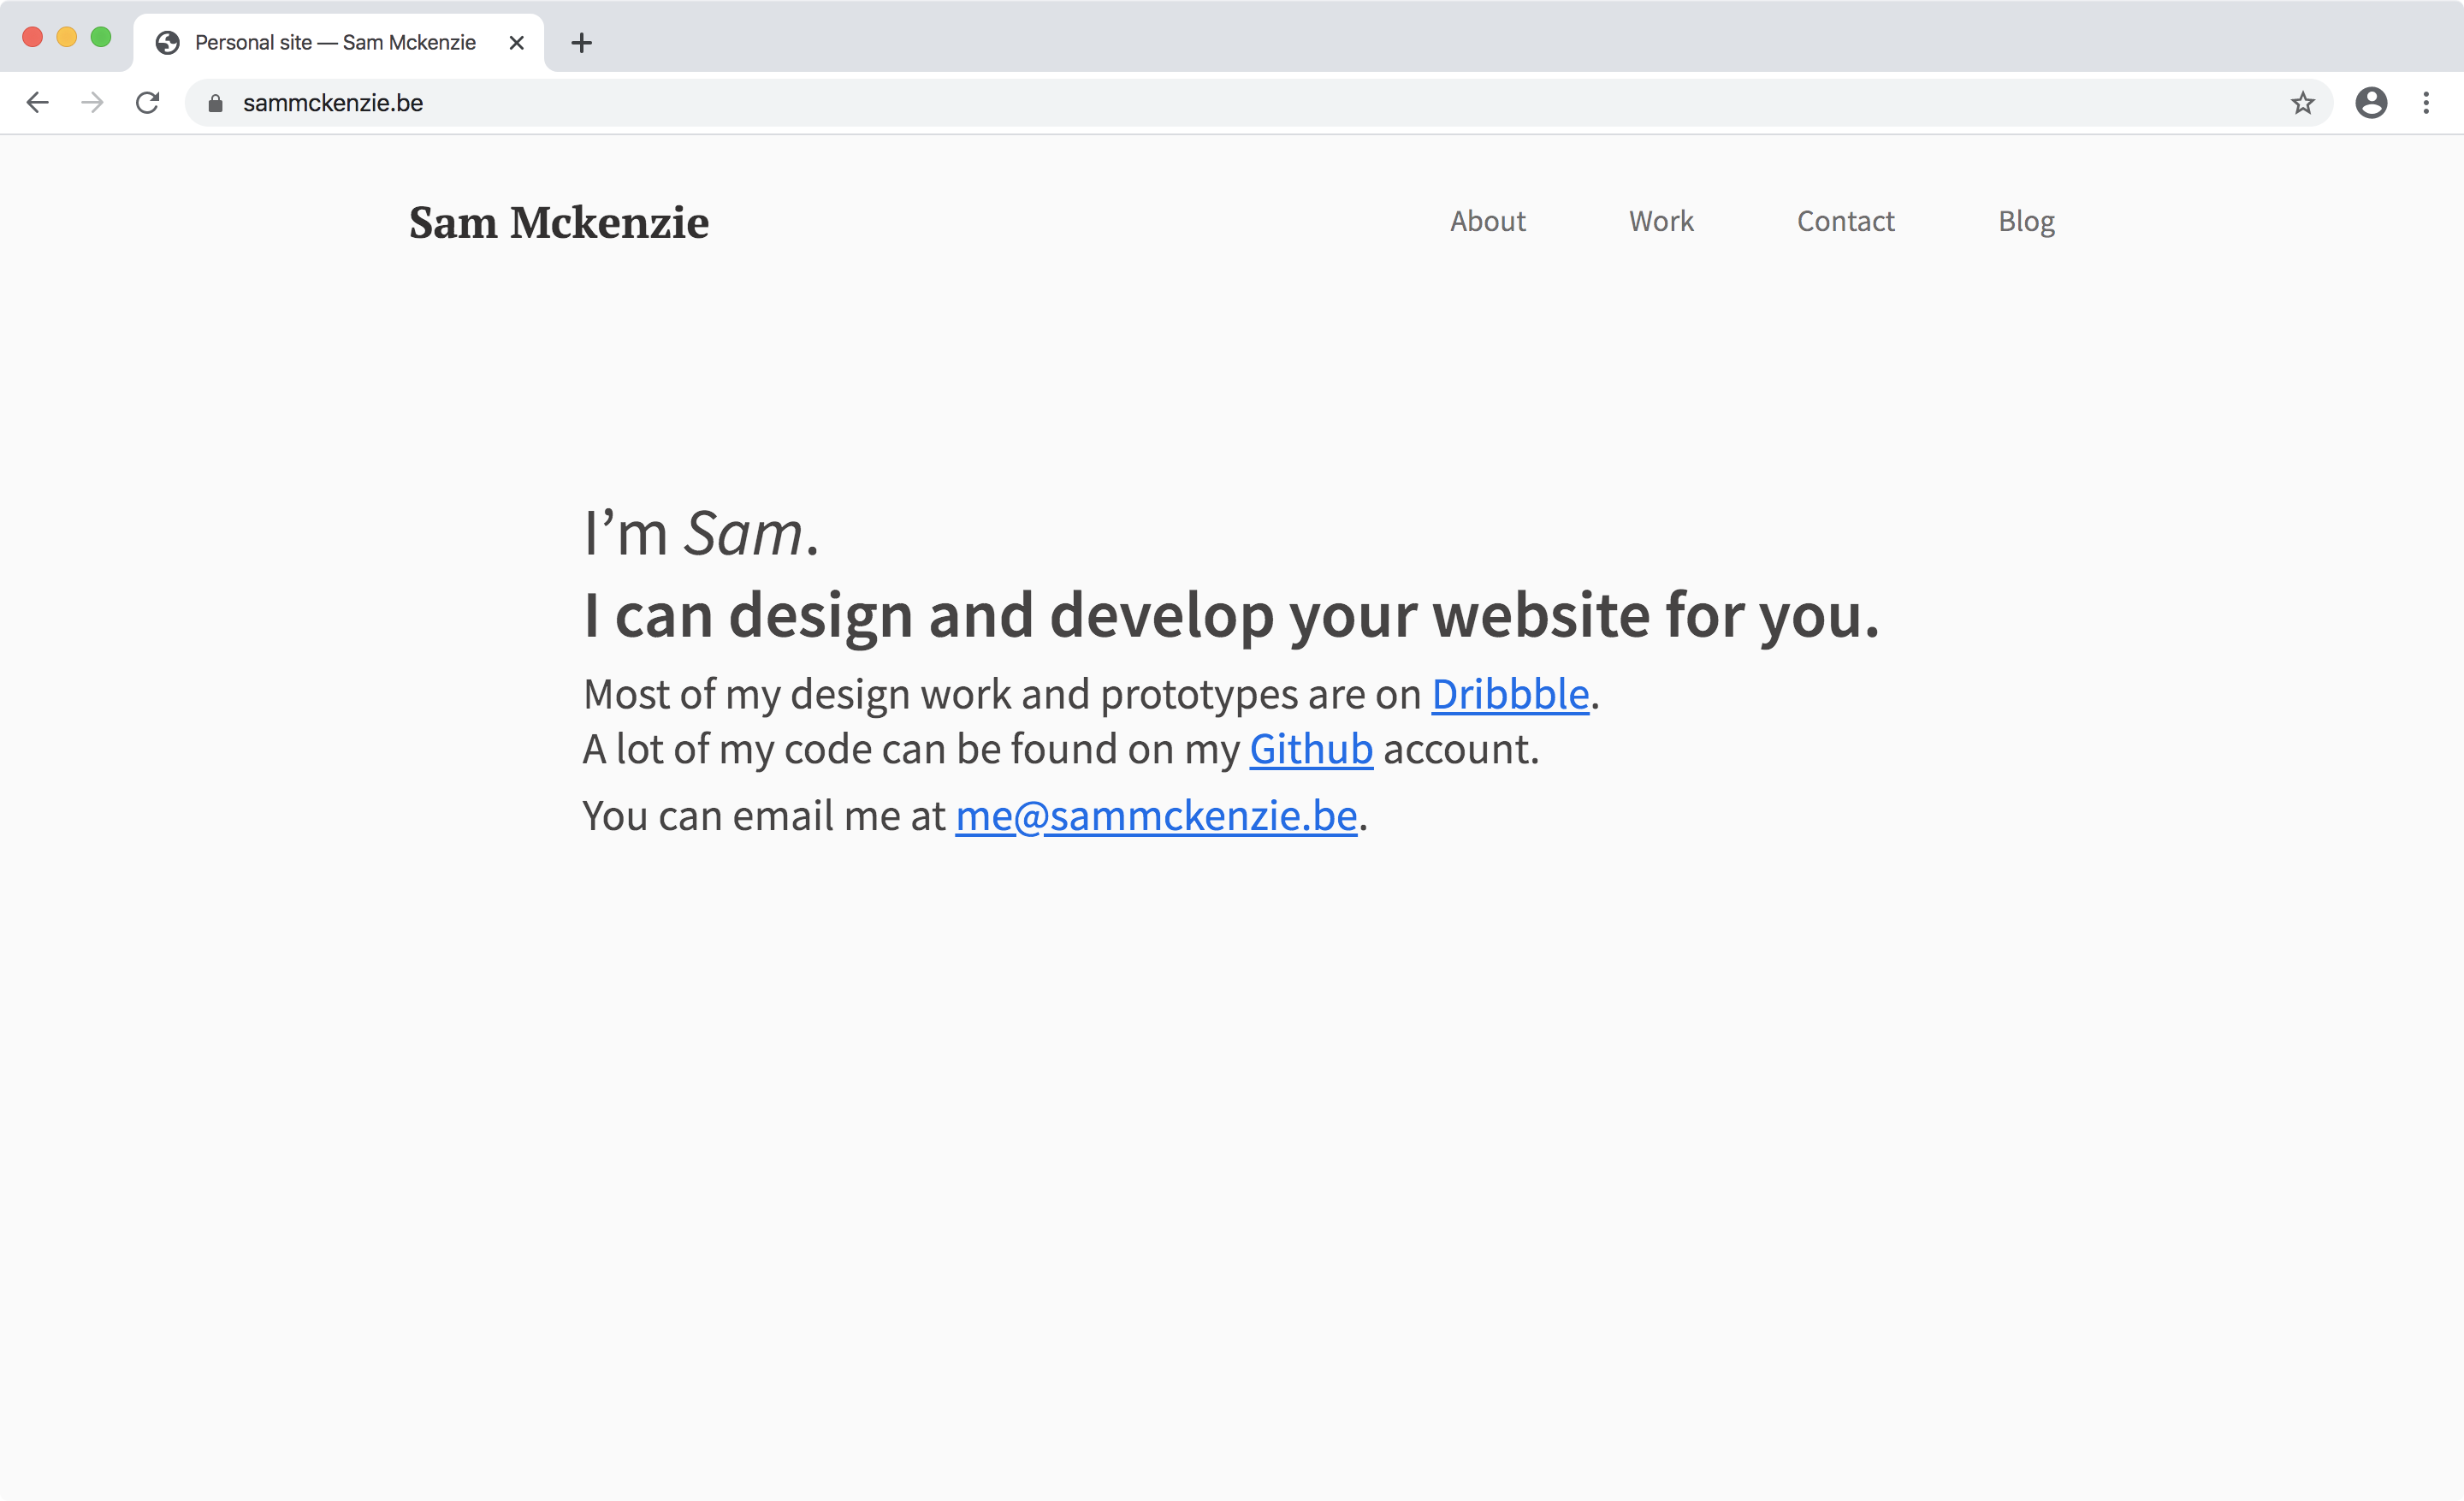 Personal site — Sam Mckenzie
sammckenzie.be
Sam Mckenzie
About Work Contact Blog
I’m Sam.
I can design and develop your website for you.
Most of my design work and prototypes are on Dribbble.
A lot of my code can be found on my Github account.
You can email me at me@sammckenzie.be.